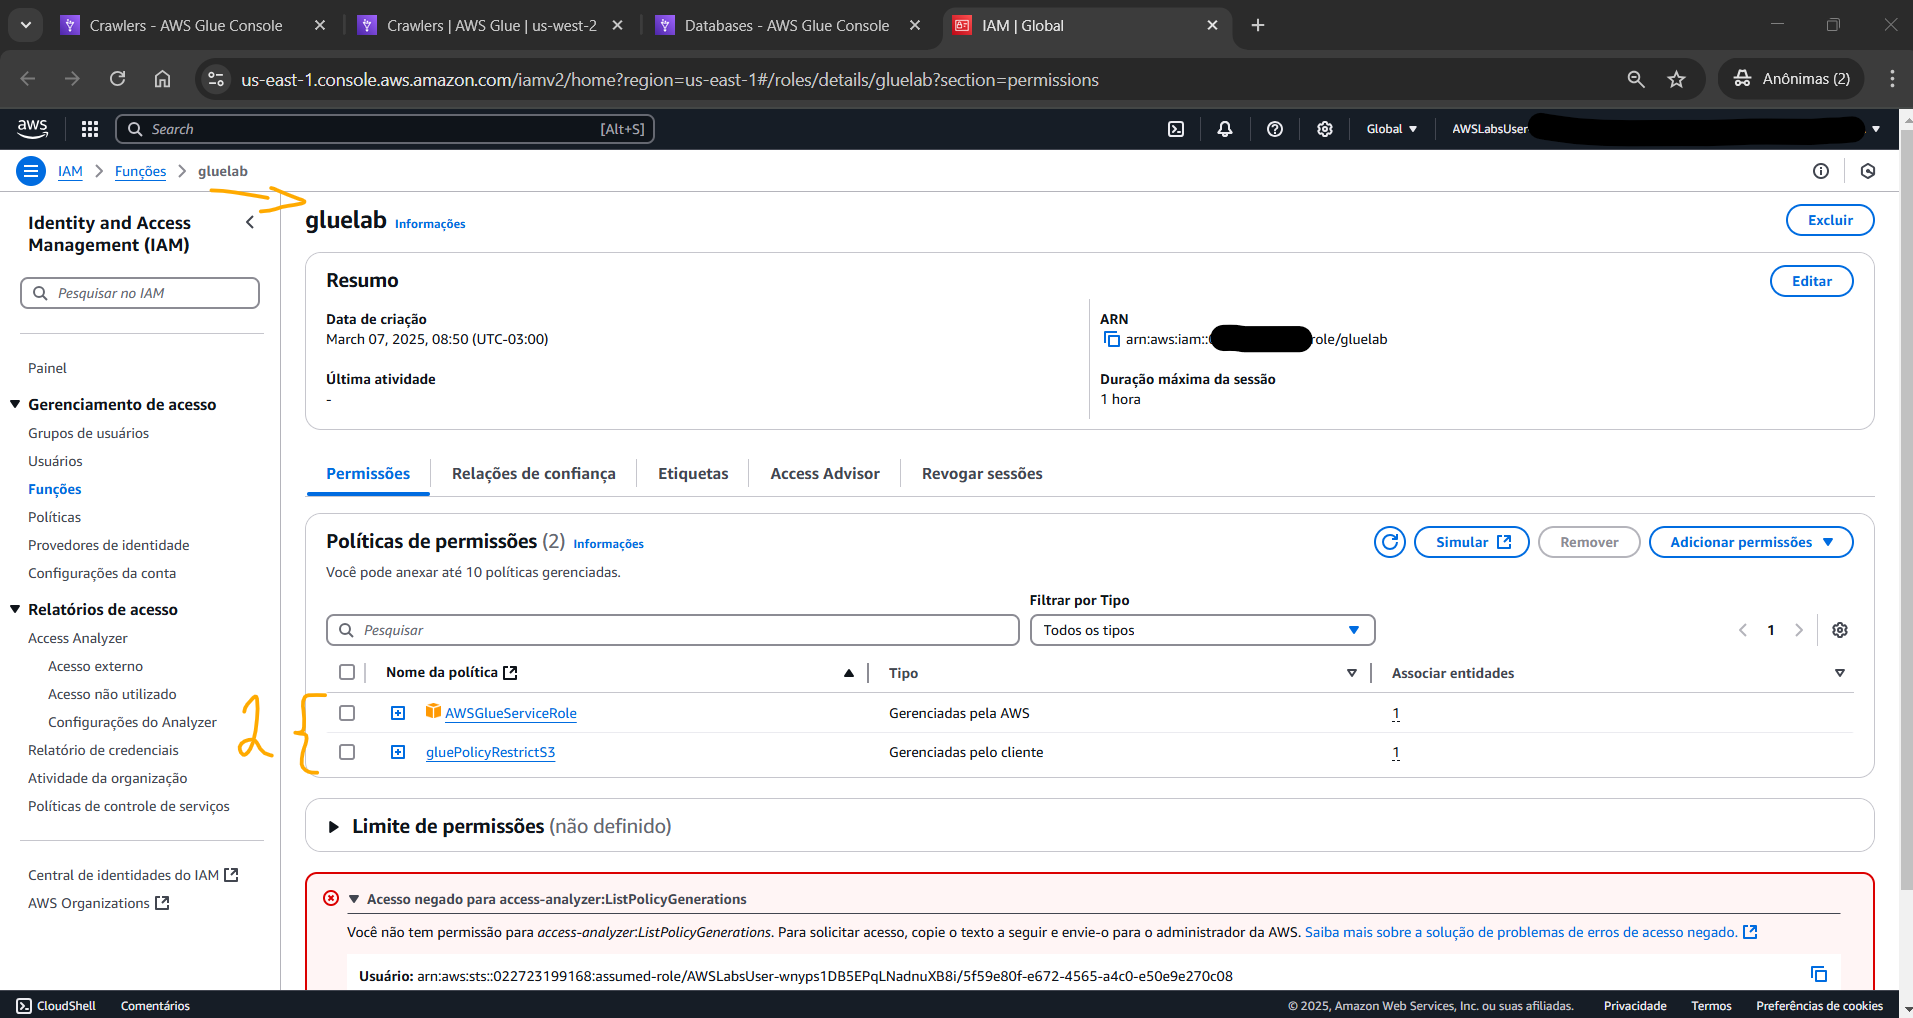 Crawlers - AWS Glue Console
Crawlers | AWS Glue | us-west-2
Databases - AWS Glue Console
IAM | Global
us-east-1.console.aws.amazon.com/iamv2/home?region=us-east-1#/roles/details/gluelab?section=permissions
Anônimas (2)
aws
Search
[Alt+S]
Global
AWSLabsUser
IAM > Funções > gluelab
Identity and Access
Management (IAM)
Pesquisar no IAM
Painel
Gerenciamento de acesso
Grupos de usuários
Usuários
Funções
Políticas
Provedores de identidade
Configurações da conta
Relatórios de acesso
Access Analyzer
Acesso externo
Acesso não utilizado
Configurações do Analyzer
Relatório de credenciais
Atividade da organização
Políticas de controle de serviços
Central de identidades do IAM
AWS Organizations
gluelab Informações
Excluir
Resumo
Editar
Data de criação
March 07, 2025, 08:50 (UTC-03:00)
ARN
arn:aws:iam:: role/gluelab
Última atividade
-
Duração máxima da sessão
1 hora
Permissões
Relações de confiança
Etiquetas
Access Advisor
Revogar sessões
Políticas de permissões (2) Informações
Simular
Remover
Adicionar permissões
Você pode anexar até 10 políticas gerenciadas.
Filtrar por Tipo
Pesquisar
Todos os tipos
1
Nome da política
Tipo
Associar entidades
2
AWSGlueServiceRole
Gerenciadas pela AWS
1
gluePolicyRestrictS3
Gerenciadas pelo cliente
1
Limite de permissões (não definido)
Acesso negado para access-analyzer:ListPolicyGenerations
Você não tem permissão para access-analyzer:ListPolicyGenerations. Para solicitar acesso, copie o texto a seguir e envie-o para o administrador da AWS. Saiba mais sobre a solução de problemas de erros de acesso negado.
Usuário: arn:aws:sts::022723199168:assumed-role/AWSLabsUser-wnyps1DB5EPqLNadnuXB8i/5f59e80f-e672-4565-a4c0-e50e9e270c08
CloudShell
Comentários
© 2025, Amazon Web Services, Inc. ou suas afiliadas.
Privacidade
Termos
Preferências de cookies